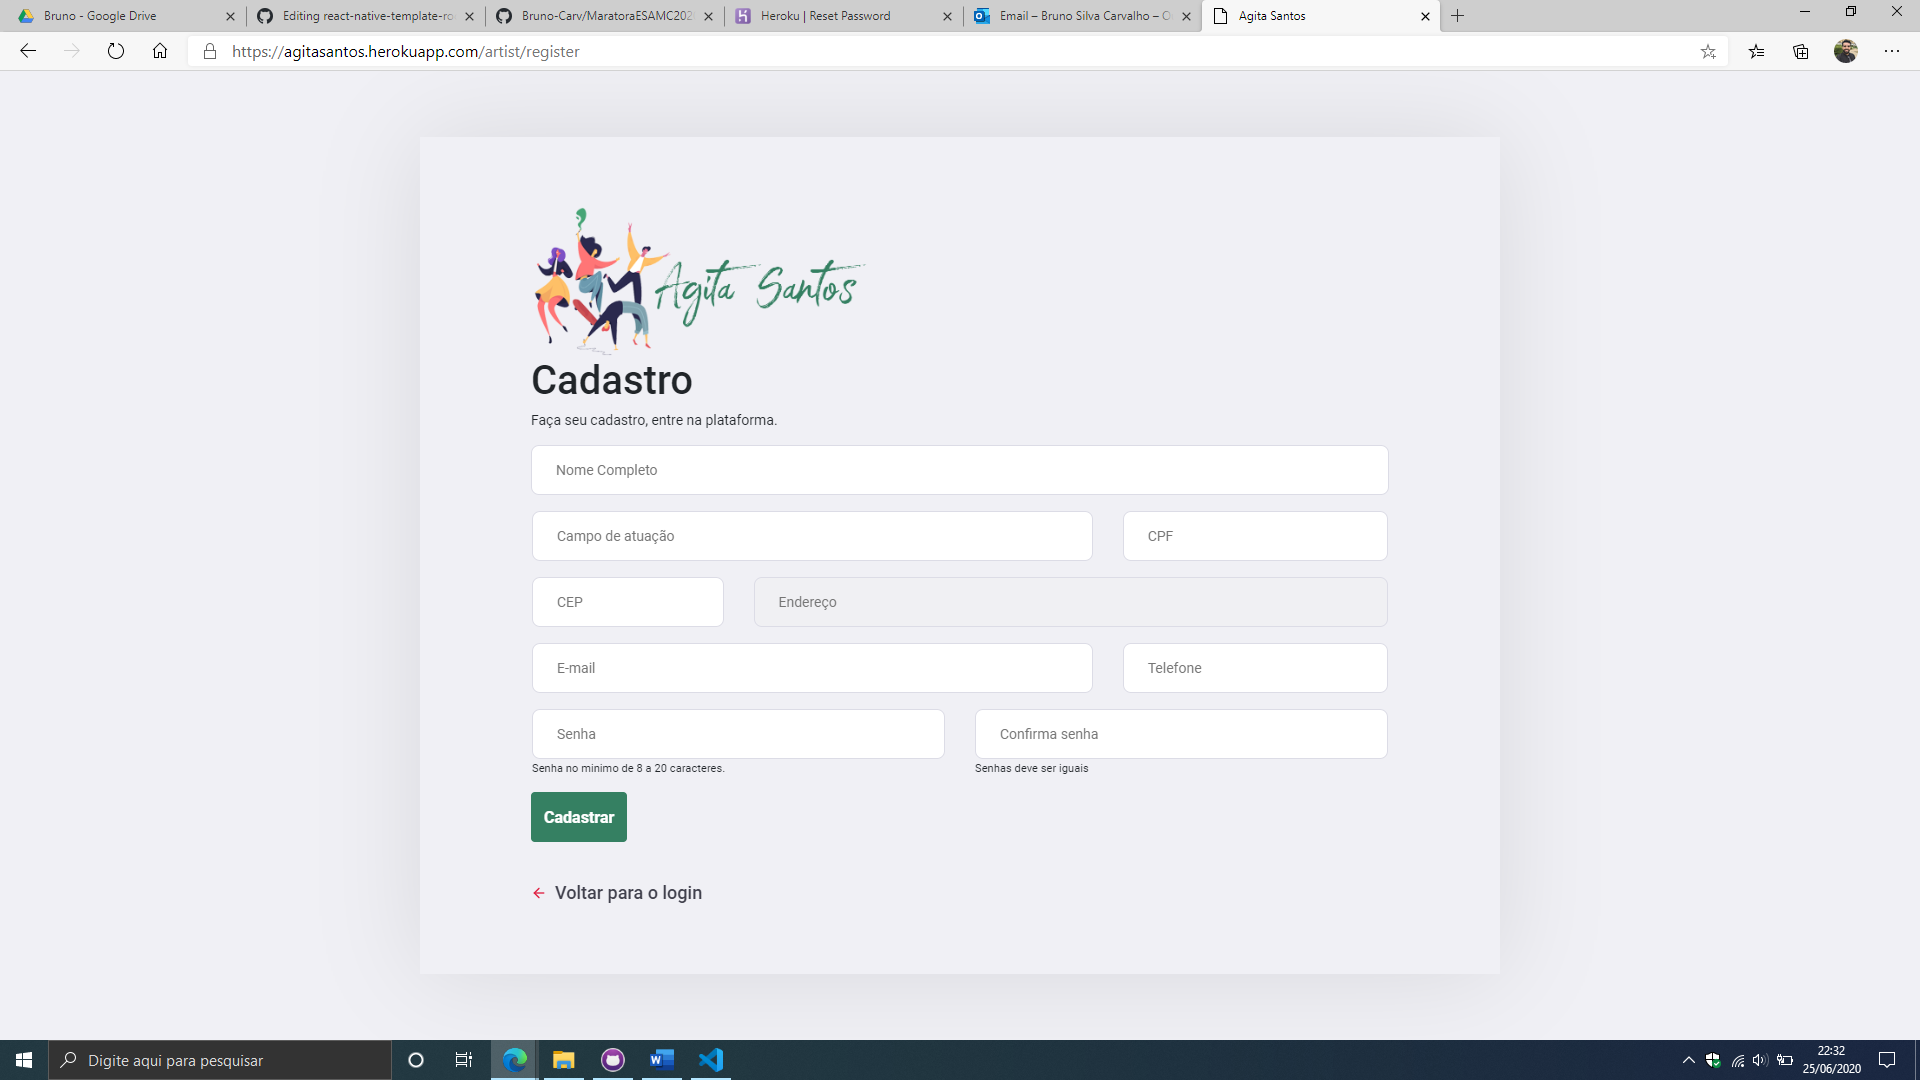 Bruno - Google Drive
Editing react-native-template-ro
Bruno-Carv/MaratoraESAMC202
Heroku | Reset Password
Email – Bruno Silva Carvalho – O
Agita Santos
https://agitasantos.herokuapp.com/artist/register
Agita Santos
Cadastro
Faça seu cadastro, entre na plataforma.
Nome Completo
Campo de atuação
CPF
CEP
Endereço
E-mail
Telefone
Senha
Confirma senha
Senha no minimo de 8 a 20 caracteres.
Senhas deve ser iguais
Cadastrar
Voltar para o login
Digite aqui para pesquisar
22:32
25/06/2020